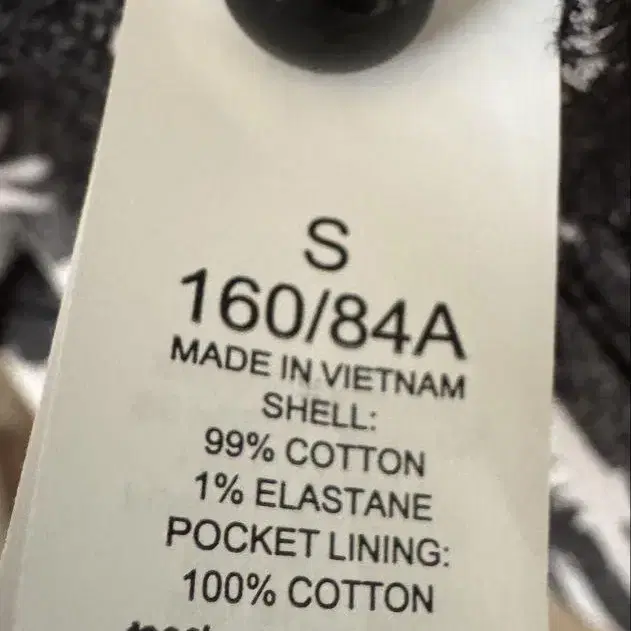 S
160/84A
MADE IN VIETNAM
SHELL:
99% COTTON
1% ELASTANE
POCKET LINING:
100% COTTON